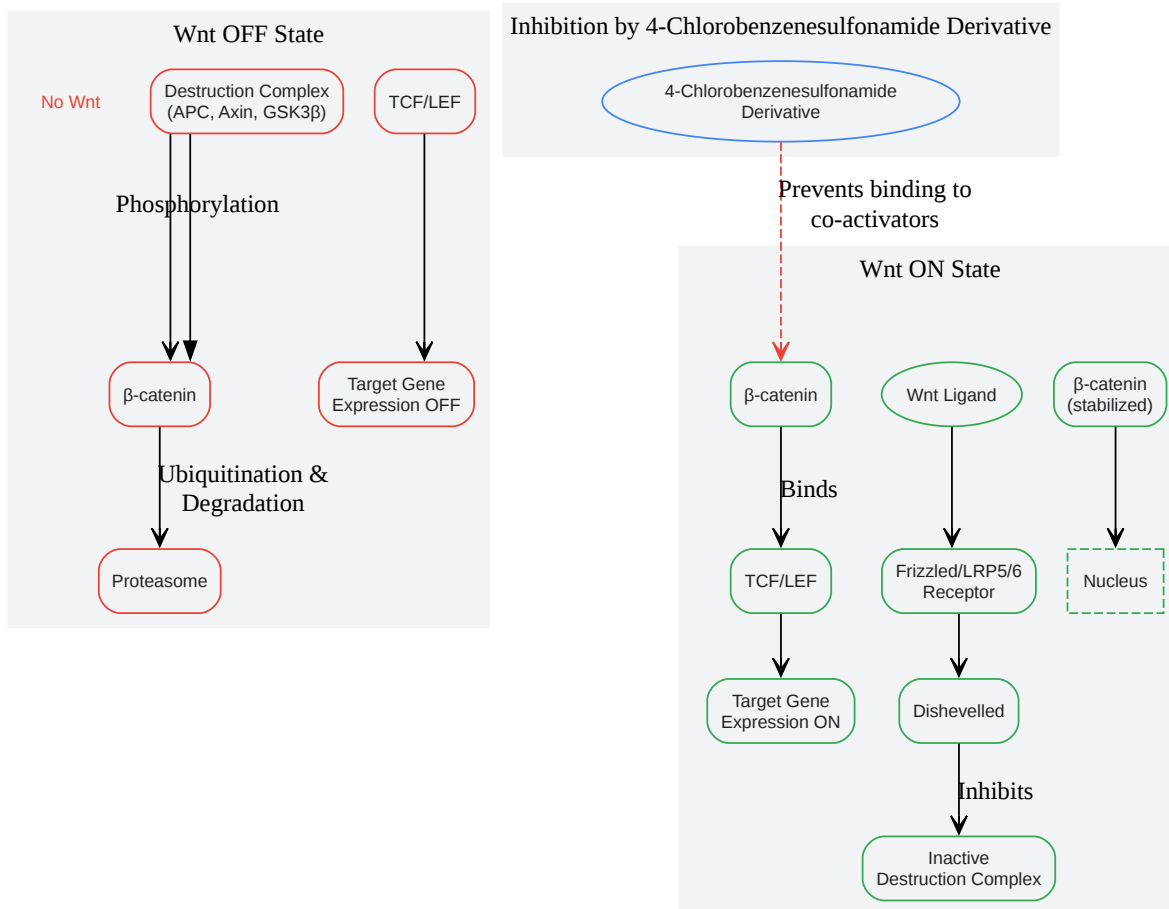 Wnt OFF State
No Wnt
Destruction Complex
(APC, Axin, GSK3β)
TCF/LEF
Phosphorylation
β-catenin
Target Gene
Expression OFF
Ubiquitination &
Degradation
Proteasome
Inhibition by 4-Chlorobenzenesulfonamide Derivative
4-Chlorobenzenesulfonamide
Derivative
Prevents binding to
co-activators
Wnt ON State
β-catenin
Wnt Ligand
β-catenin
(stabilized)
Binds
TCF/LEF
Frizzled/LRP5/6
Receptor
Nucleus
Target Gene
Expression ON
Dishevelled
Inhibits
Inactive
Destruction Complex